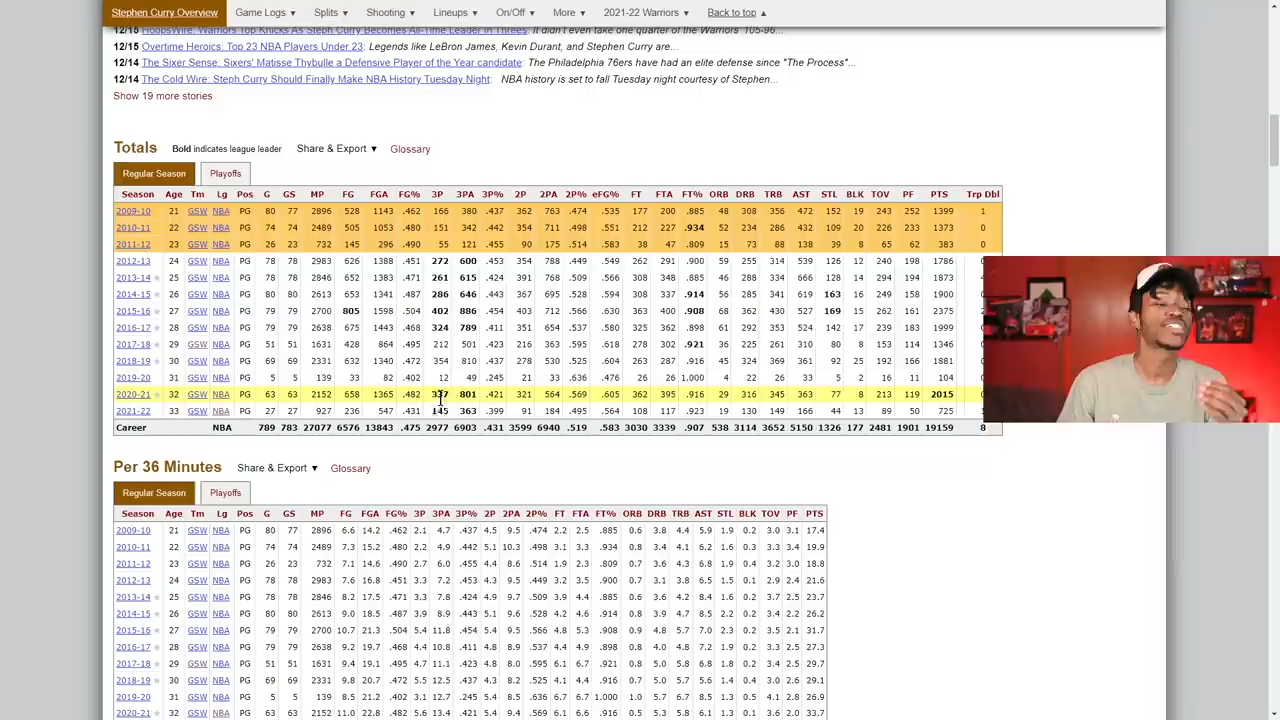 Stephen Curry Overview Game Logs ▼ Splits ▼ Shooting ▼ Lineups ▼ On/Off ▼ More ▼ 2021-22 Warriors ▼ Back to top ▲
12/15 HoopsWire: Warriors Top Knicks As Steph Curry Becomes All-Time Leader In Threes: It didn't even take one quarter of the Warriors' 105-96...
12/15 Overtime Heroics: Top 23 NBA Players Under 23: Legends like LeBron James, Kevin Durant, and Stephen Curry are...
12/14 The Sixer Sense: Sixers' Matisse Thybulle a Defensive Player of the Year candidate: The Philadelphia 76ers have had an elite defense since "The Process"...
12/14 The Cold Wire: Steph Curry Should Finally Make NBA History Tuesday Night: NBA history is set to fall Tuesday night courtesy of Stephen...
Show 19 more stories
Totals Bold indicates league leader Share & Export ▼ Glossary
Regular Season Playoffs
Season Age Tm Lg Pos G GS MP FG FGA FG% 3P 3PA 3P% 2P 2PA 2P% eFG% FT FTA FT% ORB DRB TRB AST STL BLK TOV PF PTS Trp Dbl
2009-10 21 GSW NBA PG 80 77 2896 528 1143 .462 166 380 .437 362 763 .474 .535 177 200 .885 48 308 356 472 152 19 243 252 1399 1
2010-11 22 GSW NBA PG 74 74 2489 505 1053 .480 151 342 .442 354 711 .498 .551 212 227 .934 52 234 286 432 109 20 226 233 1373 0
2011-12 23 GSW NBA PG 26 23 732 145 296 .490 55 121 .455 90 175 .514 .583 38 47 .809 15 73 88 138 39 8 65 62 383 0
2012-13 24 GSW NBA PG 78 78 2983 626 1388 .451 272 600 .453 354 788 .449 .549 262 291 .900 59 255 314 539 126 12 240 198 1786
2013-14 ★ 25 GSW NBA PG 78 78 2846 652 1383 .471 261 615 .424 391 768 .509 .566 308 348 .885 46 288 334 666 128 14 294 194 1873
2014-15 ★ 26 GSW NBA PG 80 80 2613 653 1341 .487 286 646 .443 367 695 .528 .594 308 337 .914 56 285 341 619 163 16 249 158 1900
2015-16 ★ 27 GSW NBA PG 79 79 2700 805 1598 .504 402 886 .454 403 712 .566 .630 363 400 .908 68 362 430 527 169 15 262 161 2375
2016-17 ★ 28 GSW NBA PG 79 79 2638 675 1443 .468 324 789 .411 351 654 .537 .580 325 362 .898 61 292 353 524 142 17 239 183 1999
2017-18 ★ 29 GSW NBA PG 51 51 1631 428 864 .495 212 501 .423 216 363 .595 .618 278 302 .921 36 225 261 310 80 8 153 114 1346
2018-19 ★ 30 GSW NBA PG 69 69 2331 632 1340 .472 354 810 .437 278 530 .525 .604 263 287 .916 45 324 369 361 92 25 192 166 1881
2019-20 31 GSW NBA PG 5 5 139 33 82 .402 12 49 .245 21 33 .636 .476 26 26 1.000 4 22 26 33 5 2 16 11 104
2020-21 ★ 32 GSW NBA PG 63 63 2152 658 1365 .482 337 801 .421 321 564 .569 .605 362 395 .916 29 316 345 363 77 8 213 119 2015
2021-22 33 GSW NBA PG 27 27 927 236 547 .431 145 363 .399 91 184 .495 .564 108 117 .923 19 130 149 166 44 13 89 50 725
Career NBA 789 783 27077 6576 13843 .475 2977 6903 .431 3599 6940 .519 .583 3030 3339 .907 538 3114 3652 5150 1326 177 2481 1901 19159 8
Per 36 Minutes Share & Export ▼ Glossary
Regular Season Playoffs
Season Age Tm Lg Pos G GS MP FG FGA FG% 3P 3PA 3P% 2P 2PA 2P% FT FTA FT% ORB DRB TRB AST STL BLK TOV PF PTS
2009-10 21 GSW NBA PG 80 77 2896 6.6 14.2 .462 2.1 4.7 .437 4.5 9.5 .474 2.2 2.5 .885 0.6 3.8 4.4 5.9 1.9 0.2 3.0 3.1 17.4
2010-11 22 GSW NBA PG 74 74 2489 7.3 15.2 .480 2.2 4.9 .442 5.1 10.3 .498 3.1 3.3 .934 0.8 3.4 4.1 6.2 1.6 0.3 3.3 3.4 19.9
2011-12 23 GSW NBA PG 26 23 732 7.1 14.6 .490 2.7 6.0 .455 4.4 8.6 .514 1.9 2.3 .809 0.7 3.6 4.3 6.8 1.9 0.4 3.2 3.0 18.8
2012-13 24 GSW NBA PG 78 78 2983 7.6 16.8 .451 3.3 7.2 .453 4.3 9.5 .449 3.2 3.5 .900 0.7 3.1 3.8 6.5 1.5 0.1 2.9 2.4 21.6
2013-14 ★ 25 GSW NBA PG 78 78 2846 8.2 17.5 .471 3.3 7.8 .424 4.9 9.7 .509 3.9 4.4 .885 0.6 3.6 4.2 8.4 1.6 0.2 3.7 2.5 23.7
2014-15 ★ 26 GSW NBA PG 80 80 2613 9.0 18.5 .487 3.9 8.9 .443 5.1 9.6 .528 4.2 4.6 .914 0.8 3.9 4.7 8.5 2.2 0.2 3.4 2.2 26.2
2015-16 ★ 27 GSW NBA PG 79 79 2700 10.7 21.3 .504 5.4 11.8 .454 5.4 9.5 .566 4.8 5.3 .908 0.9 4.8 5.7 7.0 2.3 0.2 3.5 2.1 31.7
2016-17 ★ 28 GSW NBA PG 79 79 2638 9.2 19.7 .468 4.4 10.8 .411 4.8 8.9 .537 4.4 4.9 .898 0.8 4.0 4.8 7.2 1.9 0.2 3.3 2.5 27.3
2017-18 ★ 29 GSW NBA PG 51 51 1631 9.4 19.1 .495 4.7 11.1 .423 4.8 8.0 .595 6.1 6.7 .921 0.8 5.0 5.8 6.8 1.8 0.2 3.4 2.5 29.7
2018-19 ★ 30 GSW NBA PG 69 69 2331 9.8 20.7 .472 5.5 12.5 .437 4.3 8.2 .525 4.1 4.4 .916 0.7 5.0 5.7 5.6 1.4 0.4 3.0 2.6 29.1
2019-20 31 GSW NBA PG 5 5 139 8.5 21.2 .402 3.1 12.7 .245 5.4 8.5 .636 6.7 6.7 1.000 1.0 5.7 6.7 8.5 1.3 0.5 4.1 2.8 26.9
2020-21 ★ 32 GSW NBA PG 63 63 2152 11.0 22.8 .482 5.6 13.4 .421 5.4 9.4 .569 6.1 6.6 .916 0.5 5.3 5.8 6.1 1.3 0.1 3.6 2.0 33.7